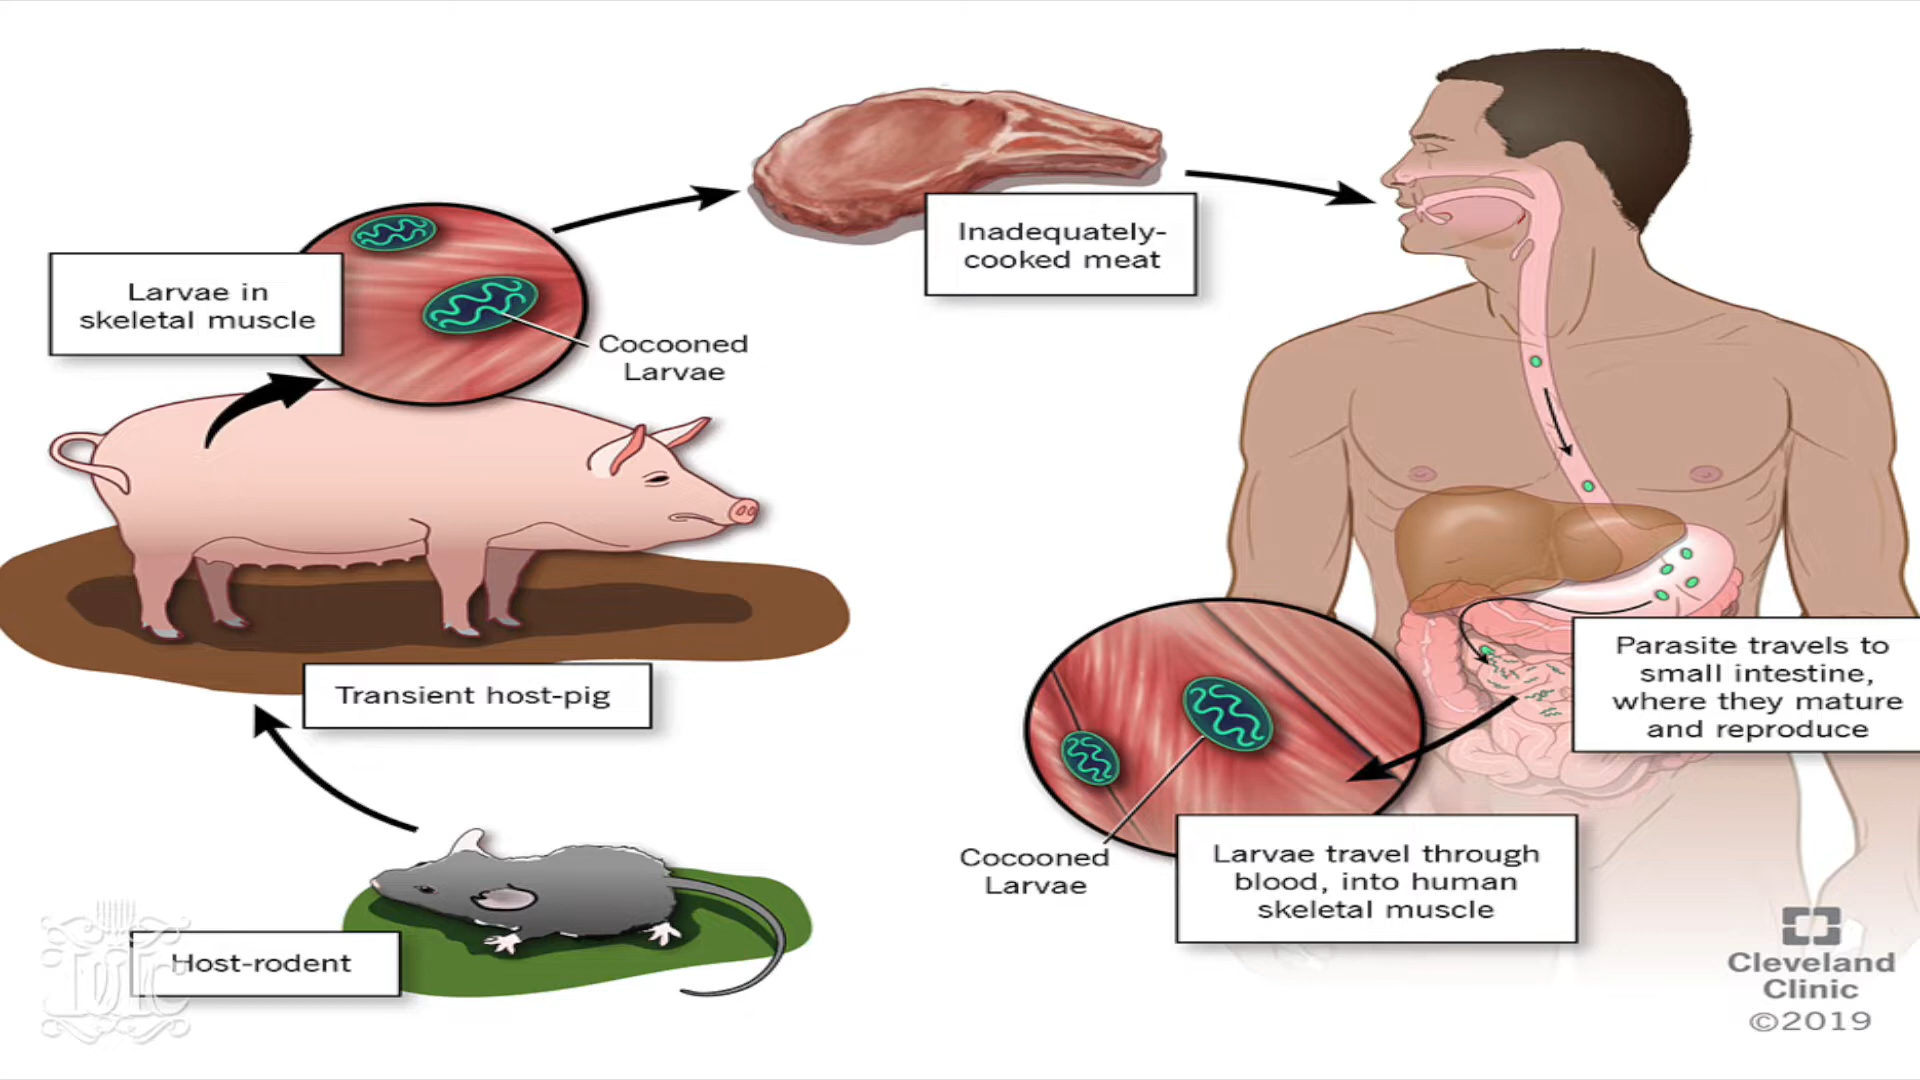 Inadequately-
cooked meat
Larvae in
skeletal muscle
Cocooned
Larvae
Transient host-pig
Parasite travels to
small intestine,
where they mature
and reproduce
Cocooned
Larvae
Larvae travel through
blood, into human
skeletal muscle
Host-rodent
Cleveland
Clinic
©2019